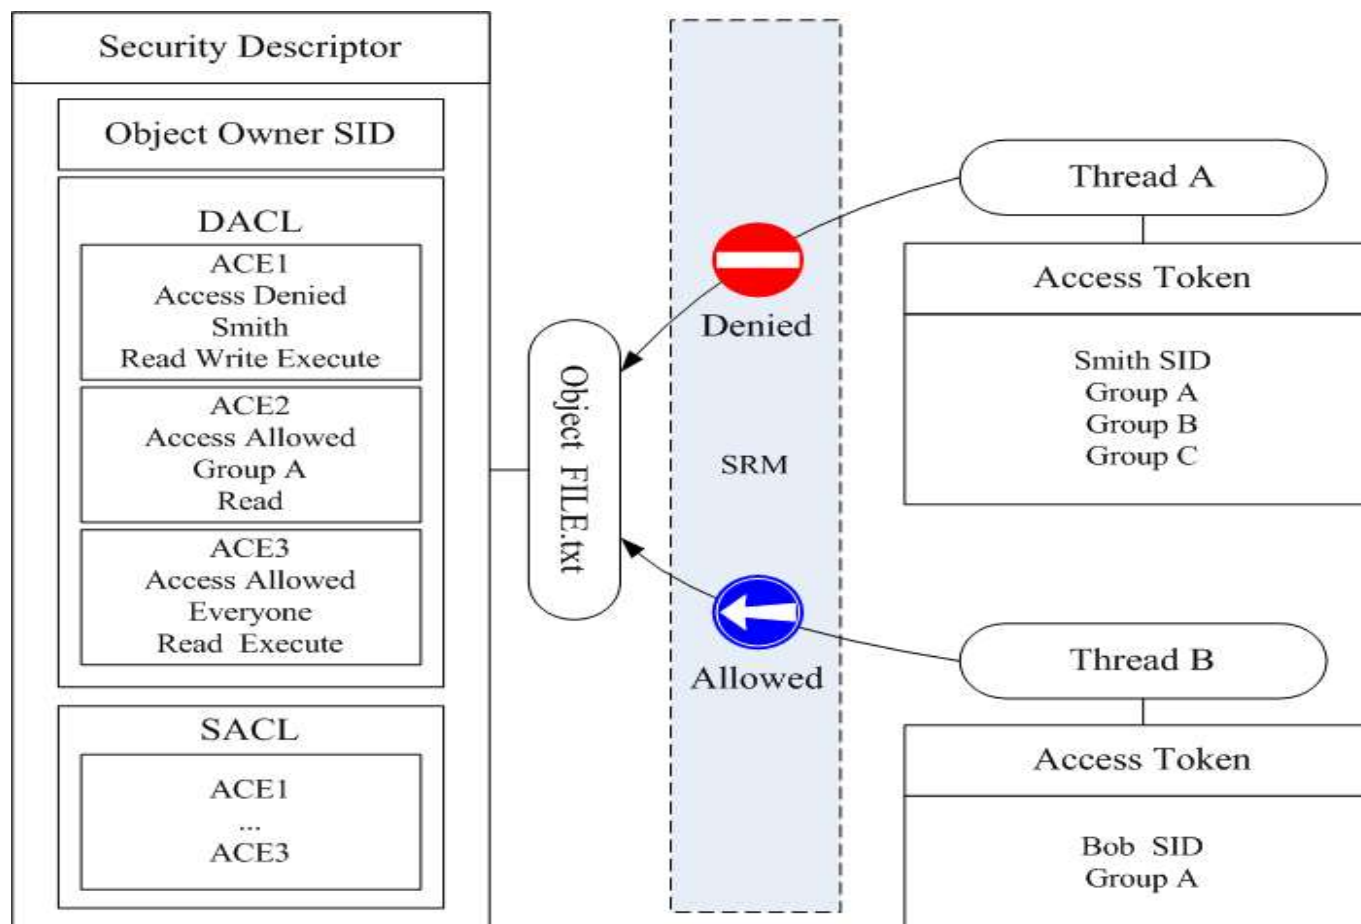 Security Descriptor
Object Owner SID
DACL
ACE1
Access Denied
Smith
Read Write Execute
ACE2
Access Allowed
Group A
Read
ACE3
Access Allowed
Everyone
Read Execute
SACL
ACE1
...
ACE3
Object FILE.txt
Denied
SRM
Allowed
Thread A
Access Token
Smith SID
Group A
Group B
Group C
Thread B
Access Token
Bob SID
Group A